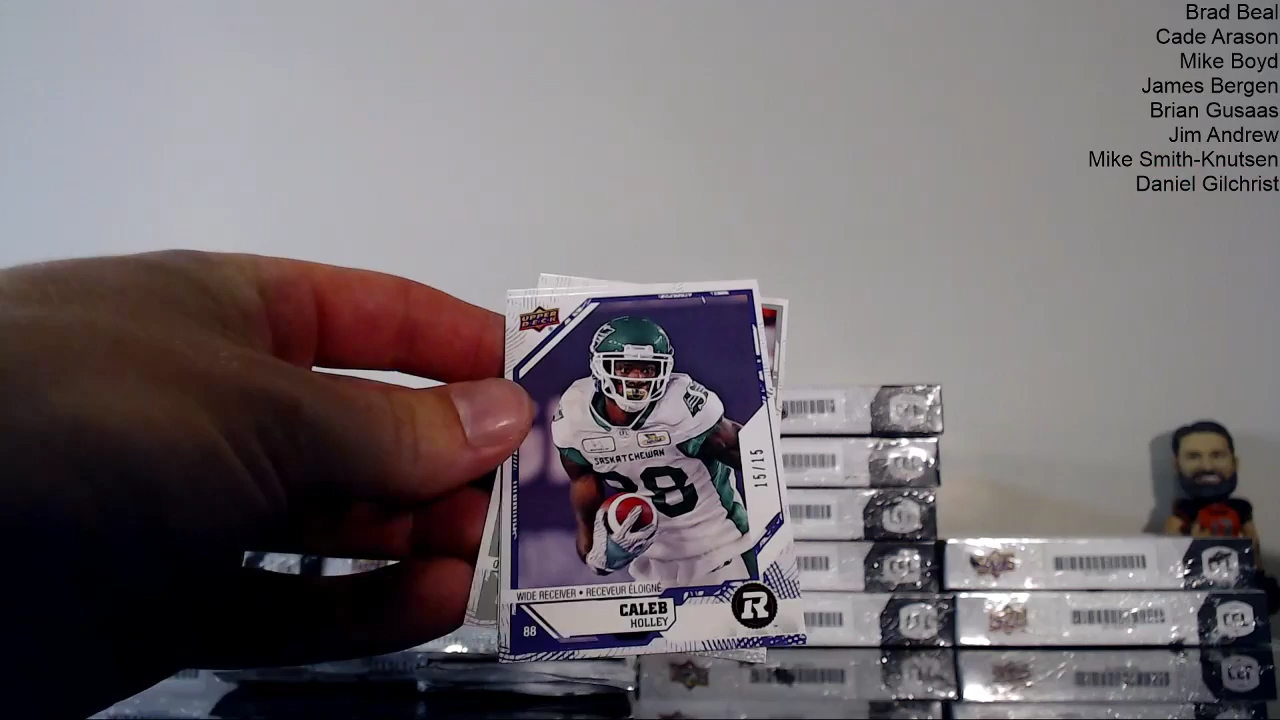 Brad Beal
Cade Arason
Mike Boyd
James Bergen
Brian Gusaas
Jim Andrew
Mike Smith-Knutsen
Daniel Gilchrist
UPPER
DECK
SASKATCHEWAN
88
15/15
WIDE RECEIVER • RECEVEUR ÉLOIGNÉ
88
CALEB
HOLLEY
R